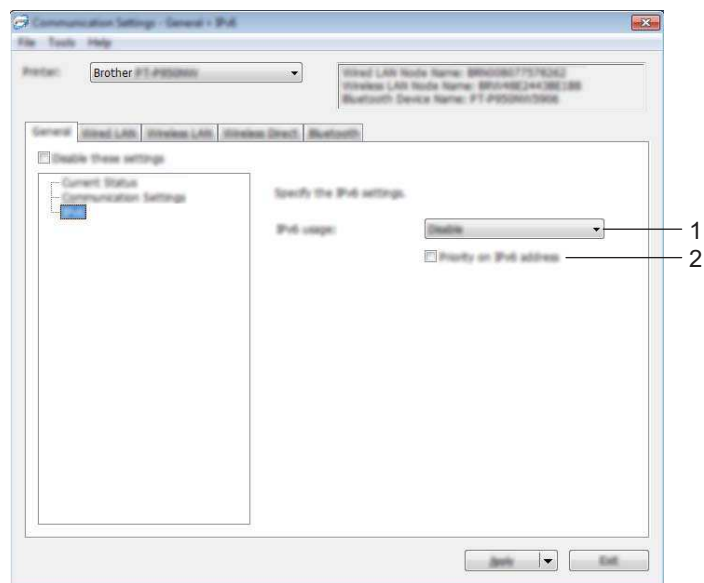 Communication Settings - General > IPv6
File Tools Help
Printer:
Brother PT-P950NW
Wired LAN Node Name:
Wireless LAN Node Name:
Bluetooth Device Name:
General Wired LAN Wireless LAN Wireless Direct Bluetooth
Disable these settings
Current Status
Communication Settings
IPv6
Specify the IPv6 settings.
IPv6 usage:
Disable
1
Priority on IPv6 address
2
Apply
Exit